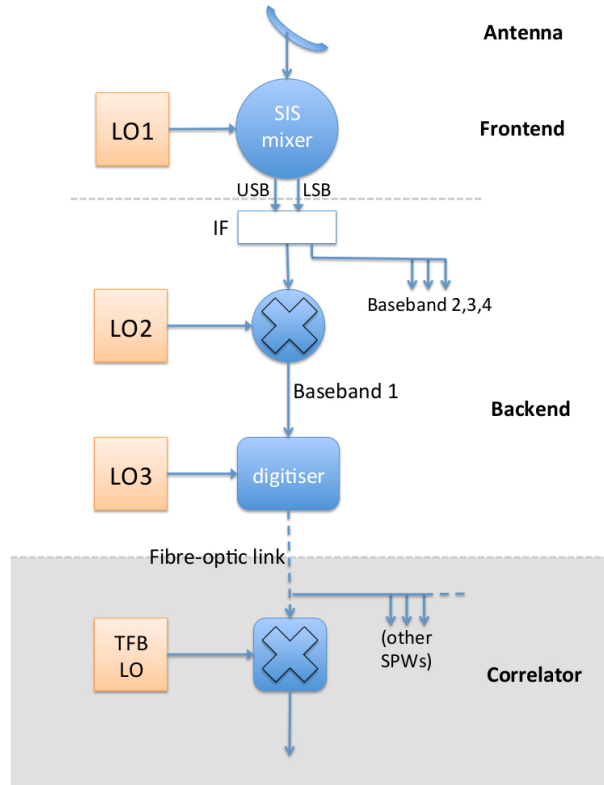 Antenna
SIS
mixer
LO1
Frontend
USB
LSB
IF
Baseband 2,3,4
LO2
Baseband 1
Backend
LO3
digitiser
Fibre-optic link
TFB
LO
(other
SPWs)
Correlator